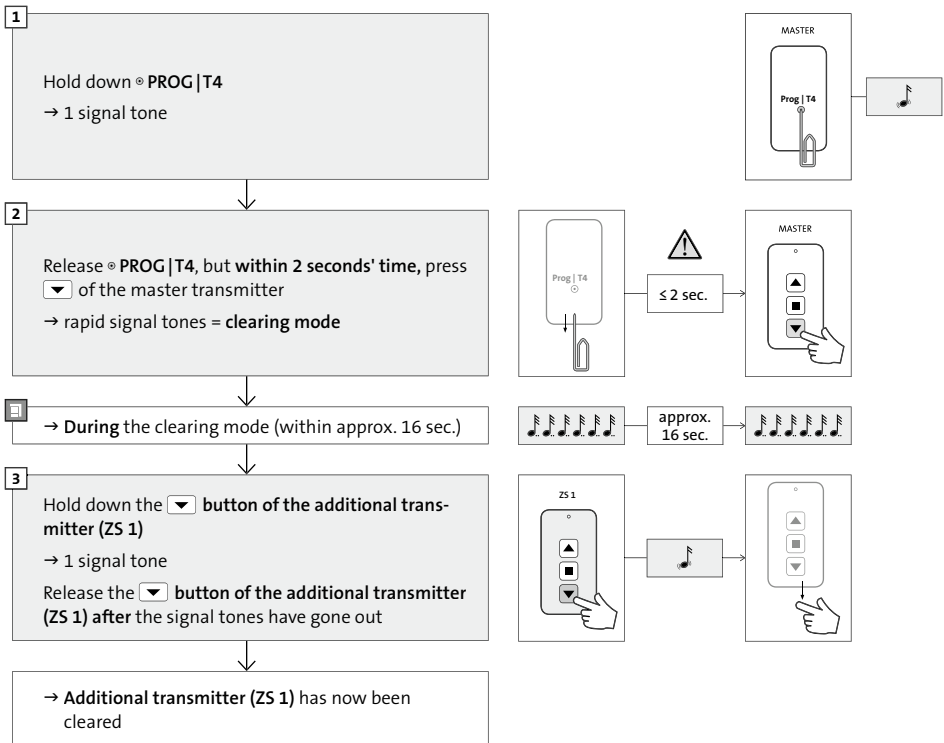 1
Hold down ⊙ PROG|T4
→ 1 signal tone
MASTER
Prog | T4
2
Release ⊙ PROG|T4, but within 2 seconds' time, press
▼ of the master transmitter
→ rapid signal tones = clearing mode
Prog | T4
≤ 2 sec.
MASTER
→ During the clearing mode (within approx. 16 sec.)
approx.
16 sec.
3
Hold down the ▼ button of the additional trans-
mitter (ZS 1)
→ 1 signal tone
Release the ▼ button of the additional transmitter
(ZS 1) after the signal tones have gone out
ZS 1
→ Additional transmitter (ZS 1) has now been
cleared